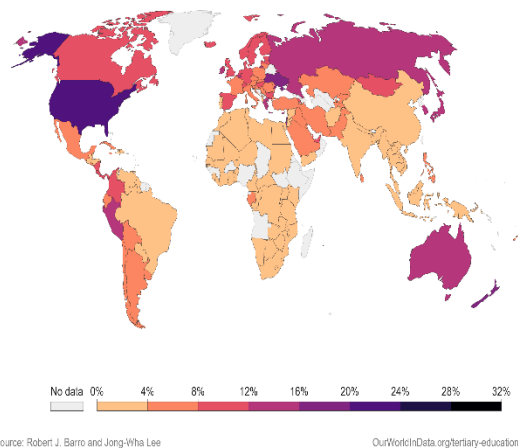 No data 0% 4% 8% 12% 16% 20% 24% 28% 32%
ource: Robert J. Barro and Jong-Wha Lee OurWorldInData.org/tertiary-education